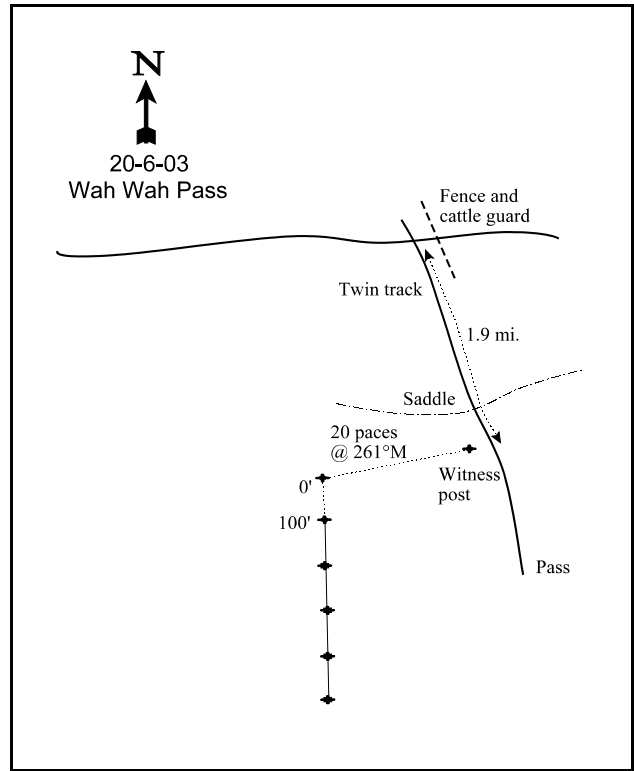 N
20-6-03
Wah Wah Pass
Fence and
cattle guard
Twin track
1.9 mi.
Saddle
20 paces
@ 261°M
Witness
post
0'
100'
Pass